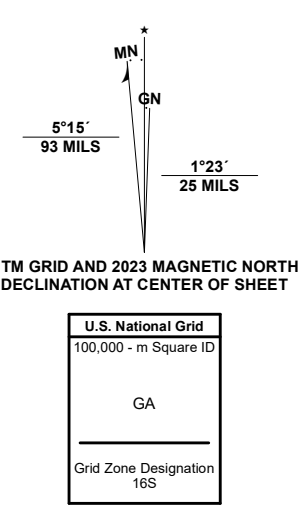 ★
MN
GN
5°15´
93 MILS
1°23´
25 MILS
TM GRID AND 2023 MAGNETIC NORTH
DECLINATION AT CENTER OF SHEET
U.S. National Grid
100,000 - m Square ID
GA
Grid Zone Designation
16S